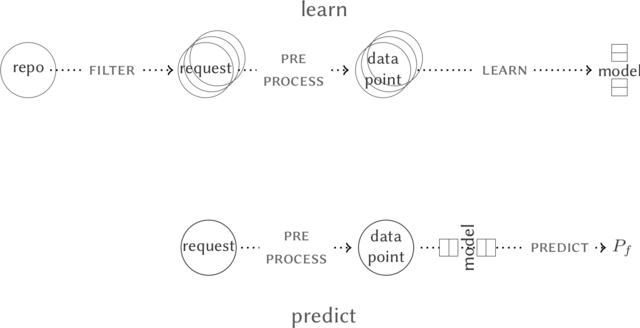 learn
repo
FILTER
request
PRE
PROCESS
data
point
LEARN
model
request
PRE
PROCESS
data
point
model
PREDICT
P_f
predict